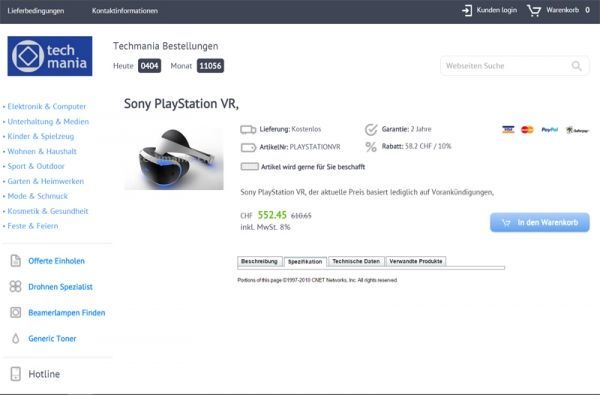 Lieferbedingungen Kontaktinformationen Kunden login Warenkorb 0
tech
mania
Techmania Bestellungen
Heute 0404 Monat 11056
Webseiten Suche
Elektronik & Computer
Unterhaltung & Medien
Kinder & Spielzeug
Wohnen & Haushalt
Sport & Outdoor
Garten & Heimwerken
Mode & Schmuck
Kosmetik & Gesundheit
Feste & Feiern
Offerte Einholen
Drohnen Spezialist
Beamerlampen Finden
Generic Toner
Hotline
Sony PlayStation VR,
Lieferung: Kostenlos Garantie: 2 Jahre
VISA MasterCard PayPal
ArtikelNr: PLAYSTATIONVR Rabatt: 58.2 CHF / 10%
Artikel wird gerne für Sie beschafft
Sony PlayStation VR, der aktuelle Preis basiert lediglich auf Vorankündigungen,
CHF 552.45 610.65
inkl. MwSt. 8%
In den Warenkorb
Beschreibung Spezifikation Technische Daten Verwandte Produkte
Portions of this page ©1997-2010 CNET Networks, Inc. All rights reserved.